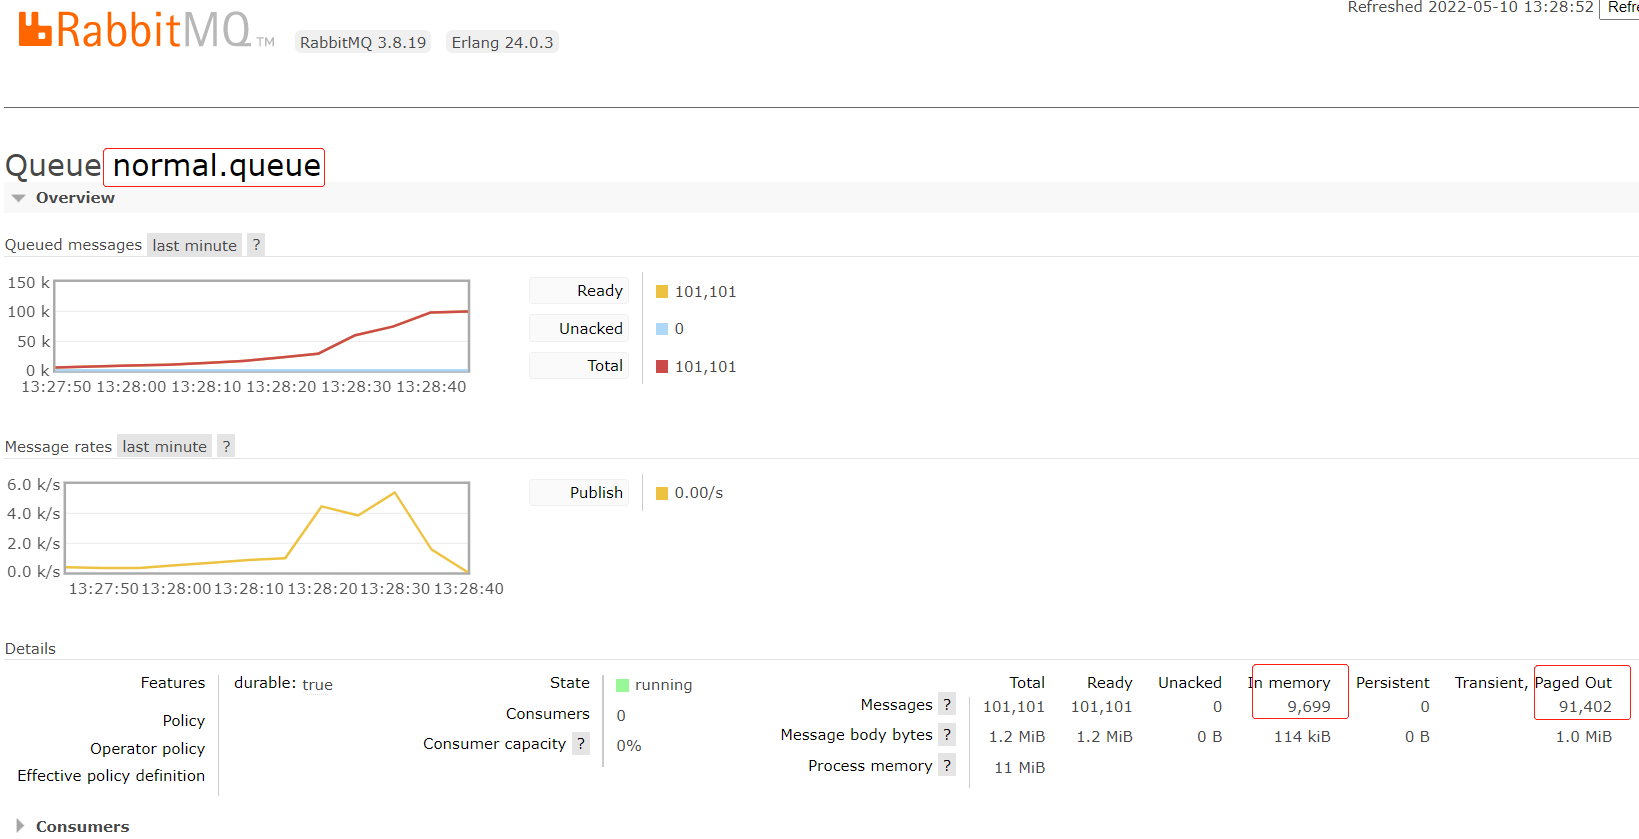 Refreshed 2022-05-10 13:28:52 Refre
RabbitMQ TM RabbitMQ 3.8.19 Erlang 24.0.3
Queue normal.queue
Overview
Queued messages last minute ?
150 k
100 k
50 k
0 k
13:27:50 13:28:00 13:28:10 13:28:20 13:28:30 13:28:40
Ready 101,101
Unacked 0
Total 101,101
Message rates last minute ?
6.0 k/s
4.0 k/s
2.0 k/s
0.0 k/s
13:27:50 13:28:00 13:28:10 13:28:20 13:28:30 13:28:40
Publish 0.00/s
Details
Features durable: true
Policy
Operator policy
Effective policy definition
State running
Consumers 0
Consumer capacity ? 0%
Total Ready Unacked In memory Persistent Transient, Paged Out
Messages ? 101,101 101,101 0 9,699 0 91,402
Message body bytes ? 1.2 MiB 1.2 MiB 0 B 114 kiB 0 B 1.0 MiB
Process memory ? 11 MiB
Consumers